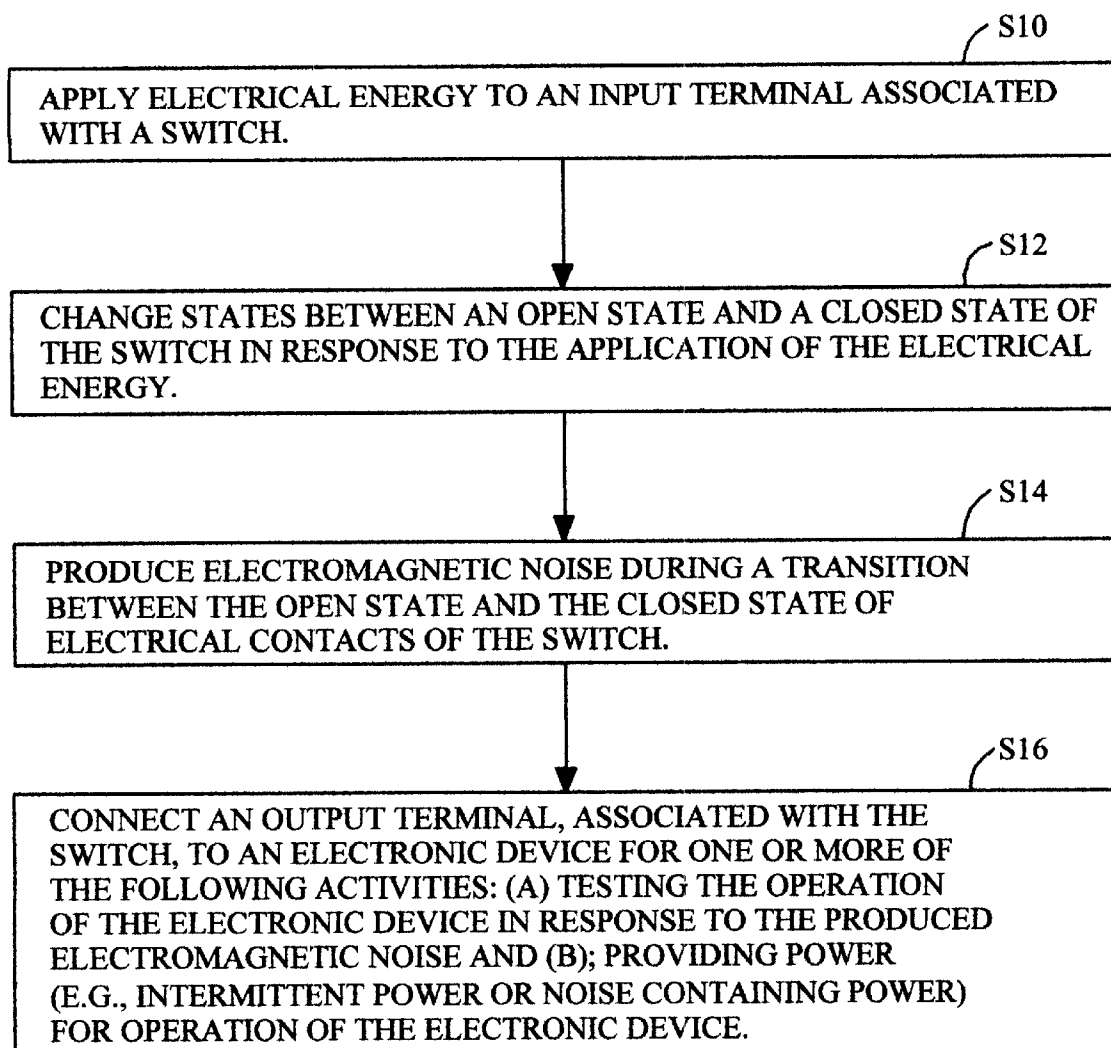 S10
APPLY ELECTRICAL ENERGY TO AN INPUT TERMINAL ASSOCIATED
WITH A SWITCH.
S12
CHANGE STATES BETWEEN AN OPEN STATE AND A CLOSED STATE OF
THE SWITCH IN RESPONSE TO THE APPLICATION OF THE ELECTRICAL
ENERGY.
S14
PRODUCE ELECTROMAGNETIC NOISE DURING A TRANSITION
BETWEEN THE OPEN STATE AND THE CLOSED STATE OF
ELECTRICAL CONTACTS OF THE SWITCH.
S16
CONNECT AN OUTPUT TERMINAL, ASSOCIATED WITH THE
SWITCH, TO AN ELECTRONIC DEVICE FOR ONE OR MORE OF
THE FOLLOWING ACTIVITIES: (A) TESTING THE OPERATION
OF THE ELECTRONIC DEVICE IN RESPONSE TO THE PRODUCED
ELECTROMAGNETIC NOISE AND (B); PROVIDING POWER
(E.G., INTERMITTENT POWER OR NOISE CONTAINING POWER)
FOR OPERATION OF THE ELECTRONIC DEVICE.